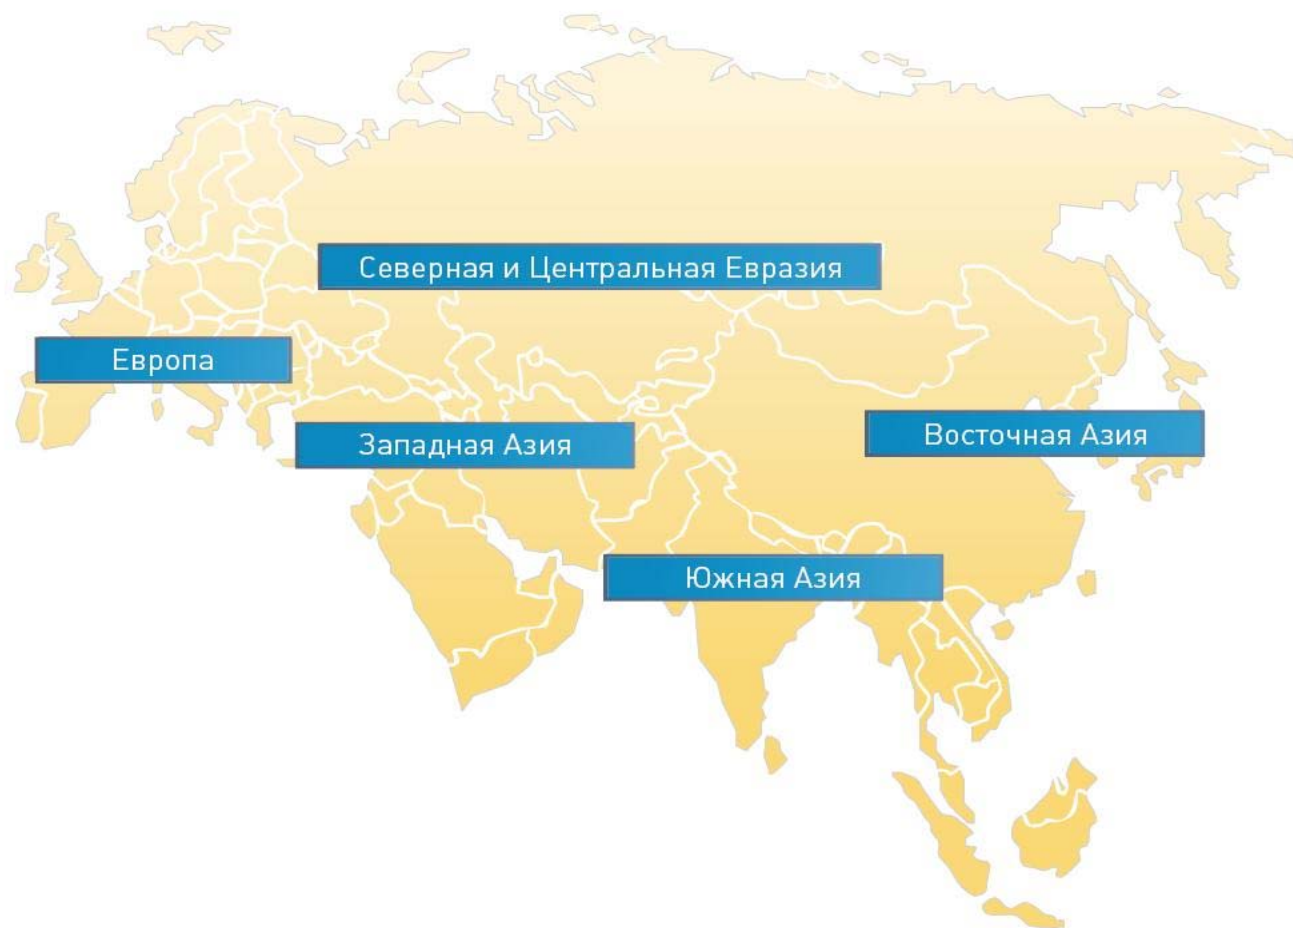 Северная и Центральная Евразия
Европа
Восточная Азия
Западная Азия
Южная Азия